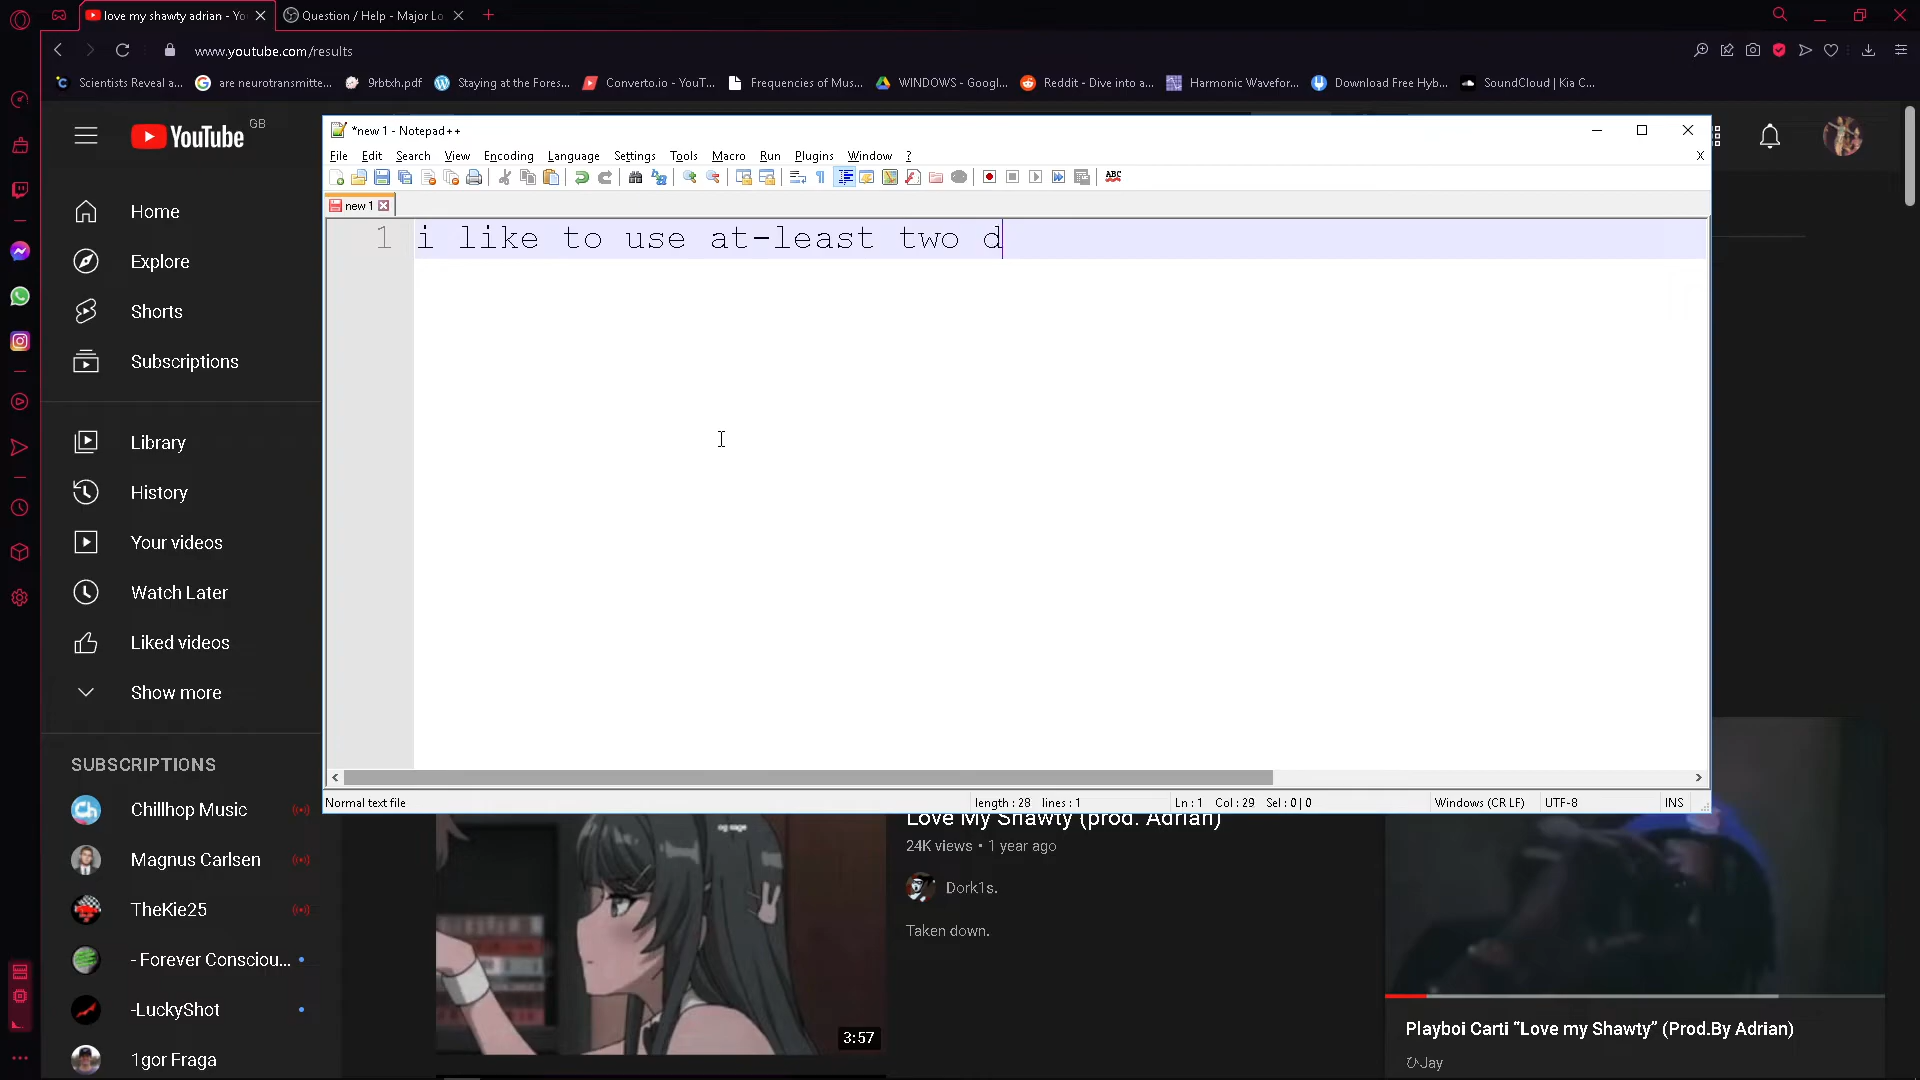 love my shawty adrian - Yo
Question / Help - Major Lo
www.youtube.com/results
Scientists Reveal a...
are neurotransmitte...
9rbtxh.pdf
Staying at the Fores...
Converto.io - YouT...
Frequencies of Mus...
WINDOWS - Googl...
Reddit - Dive into a...
Harmonic Wavefor...
Download Free Hyb...
SoundCloud | Kia C...
YouTube GB
Home
Explore
Shorts
Subscriptions
Library
History
Your videos
Watch Later
Liked videos
Show more
SUBSCRIPTIONS
Chillhop Music
Magnus Carlsen
TheKie25
- Forever Consciou...
-LuckyShot
1gor Fraga
*new 1 - Notepad++
File Edit Search View Encoding Language Settings Tools Macro Run Plugins Window ? X
ABC
new 1
1 i like to use at-least two d
Normal text file length : 28 lines : 1 Ln : 1 Col : 29 Sel : 0 | 0 Windows (CR LF) UTF-8 INS
og sage
3:57
Love My Shawty (prod. Adrian)
24K views • 1 year ago
Dork1s.
Taken down.
Playboi Carti “Love my Shawty” (Prod.By Adrian)
ひJay